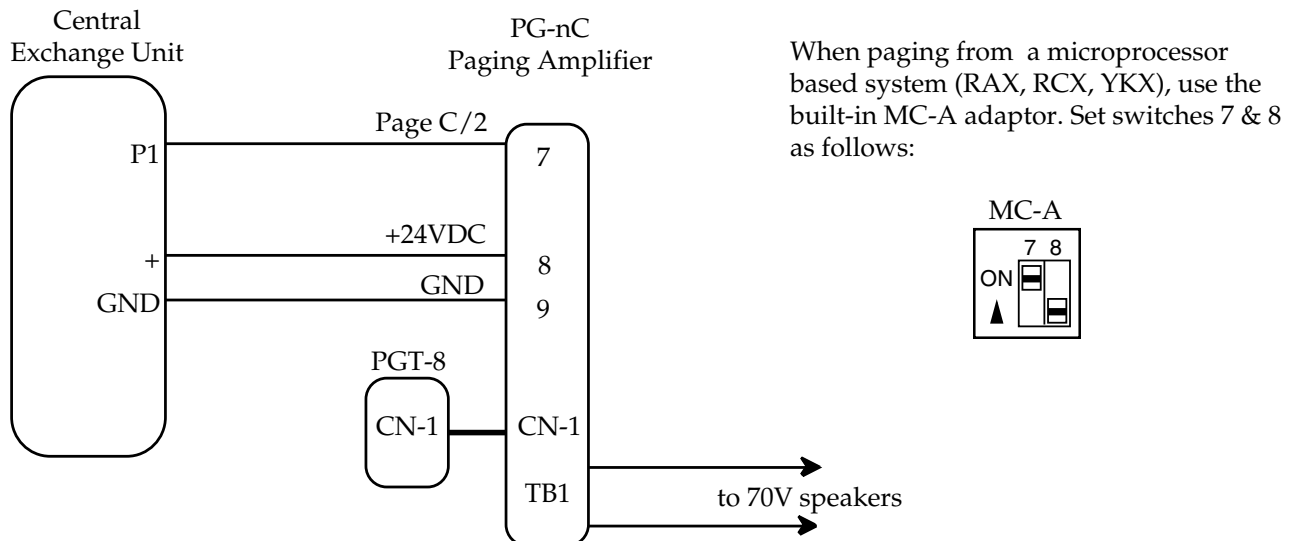 Central
Exchange Unit
PG-nC
Paging Amplifier
When paging from a microprocessor
based system (RAX, RCX, YKX), use the
built-in MC-A adaptor. Set switches 7 & 8
as follows:
Page C/2
P1
7
MC-A
7 8
ON
+24VDC
+
8
GND
GND
9
PGT-8
CN-1
CN-1
TB1
to 70V speakers